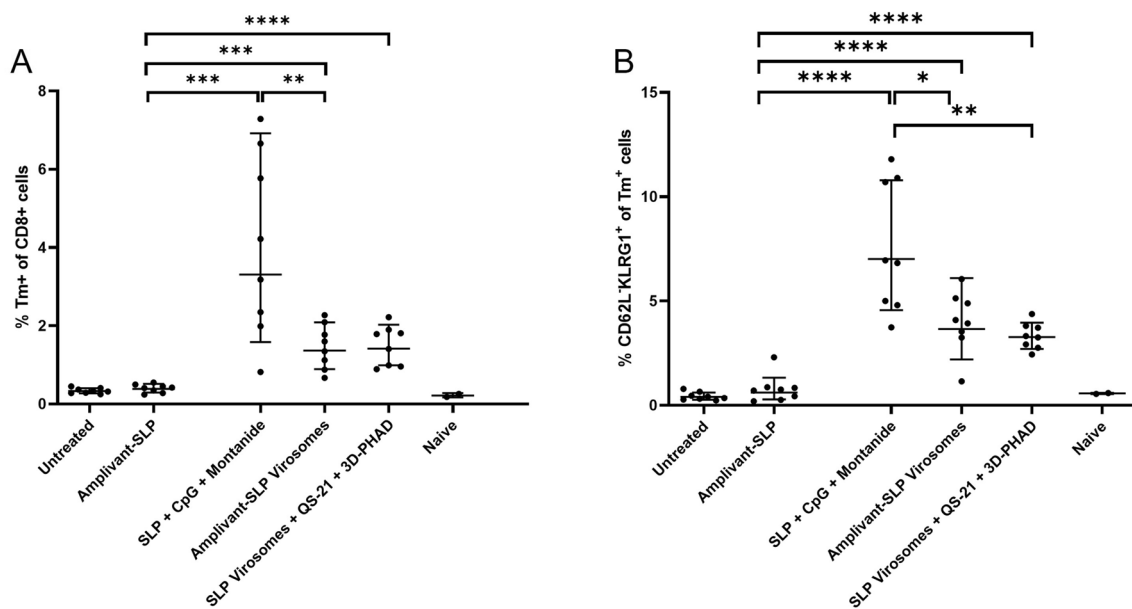 A
****
***
*** **
% Tm+ of CD8+ cells
8
6
4
2
0
Untreated
Amplivant-SLP
SLP + CpG + Montanide
Amplivant-SLP Virosomes
SLP Virosomes + QS-21 + 3D-PHAD
Naive
B
****
****
**** *
**
% CD62L⁻KLRG1⁺ of Tm⁺ cells
15
10
5
0
Untreated
Amplivant-SLP
SLP + CpG + Montanide
Amplivant-SLP Virosomes
SLP Virosomes + QS-21 + 3D-PHAD
Naive